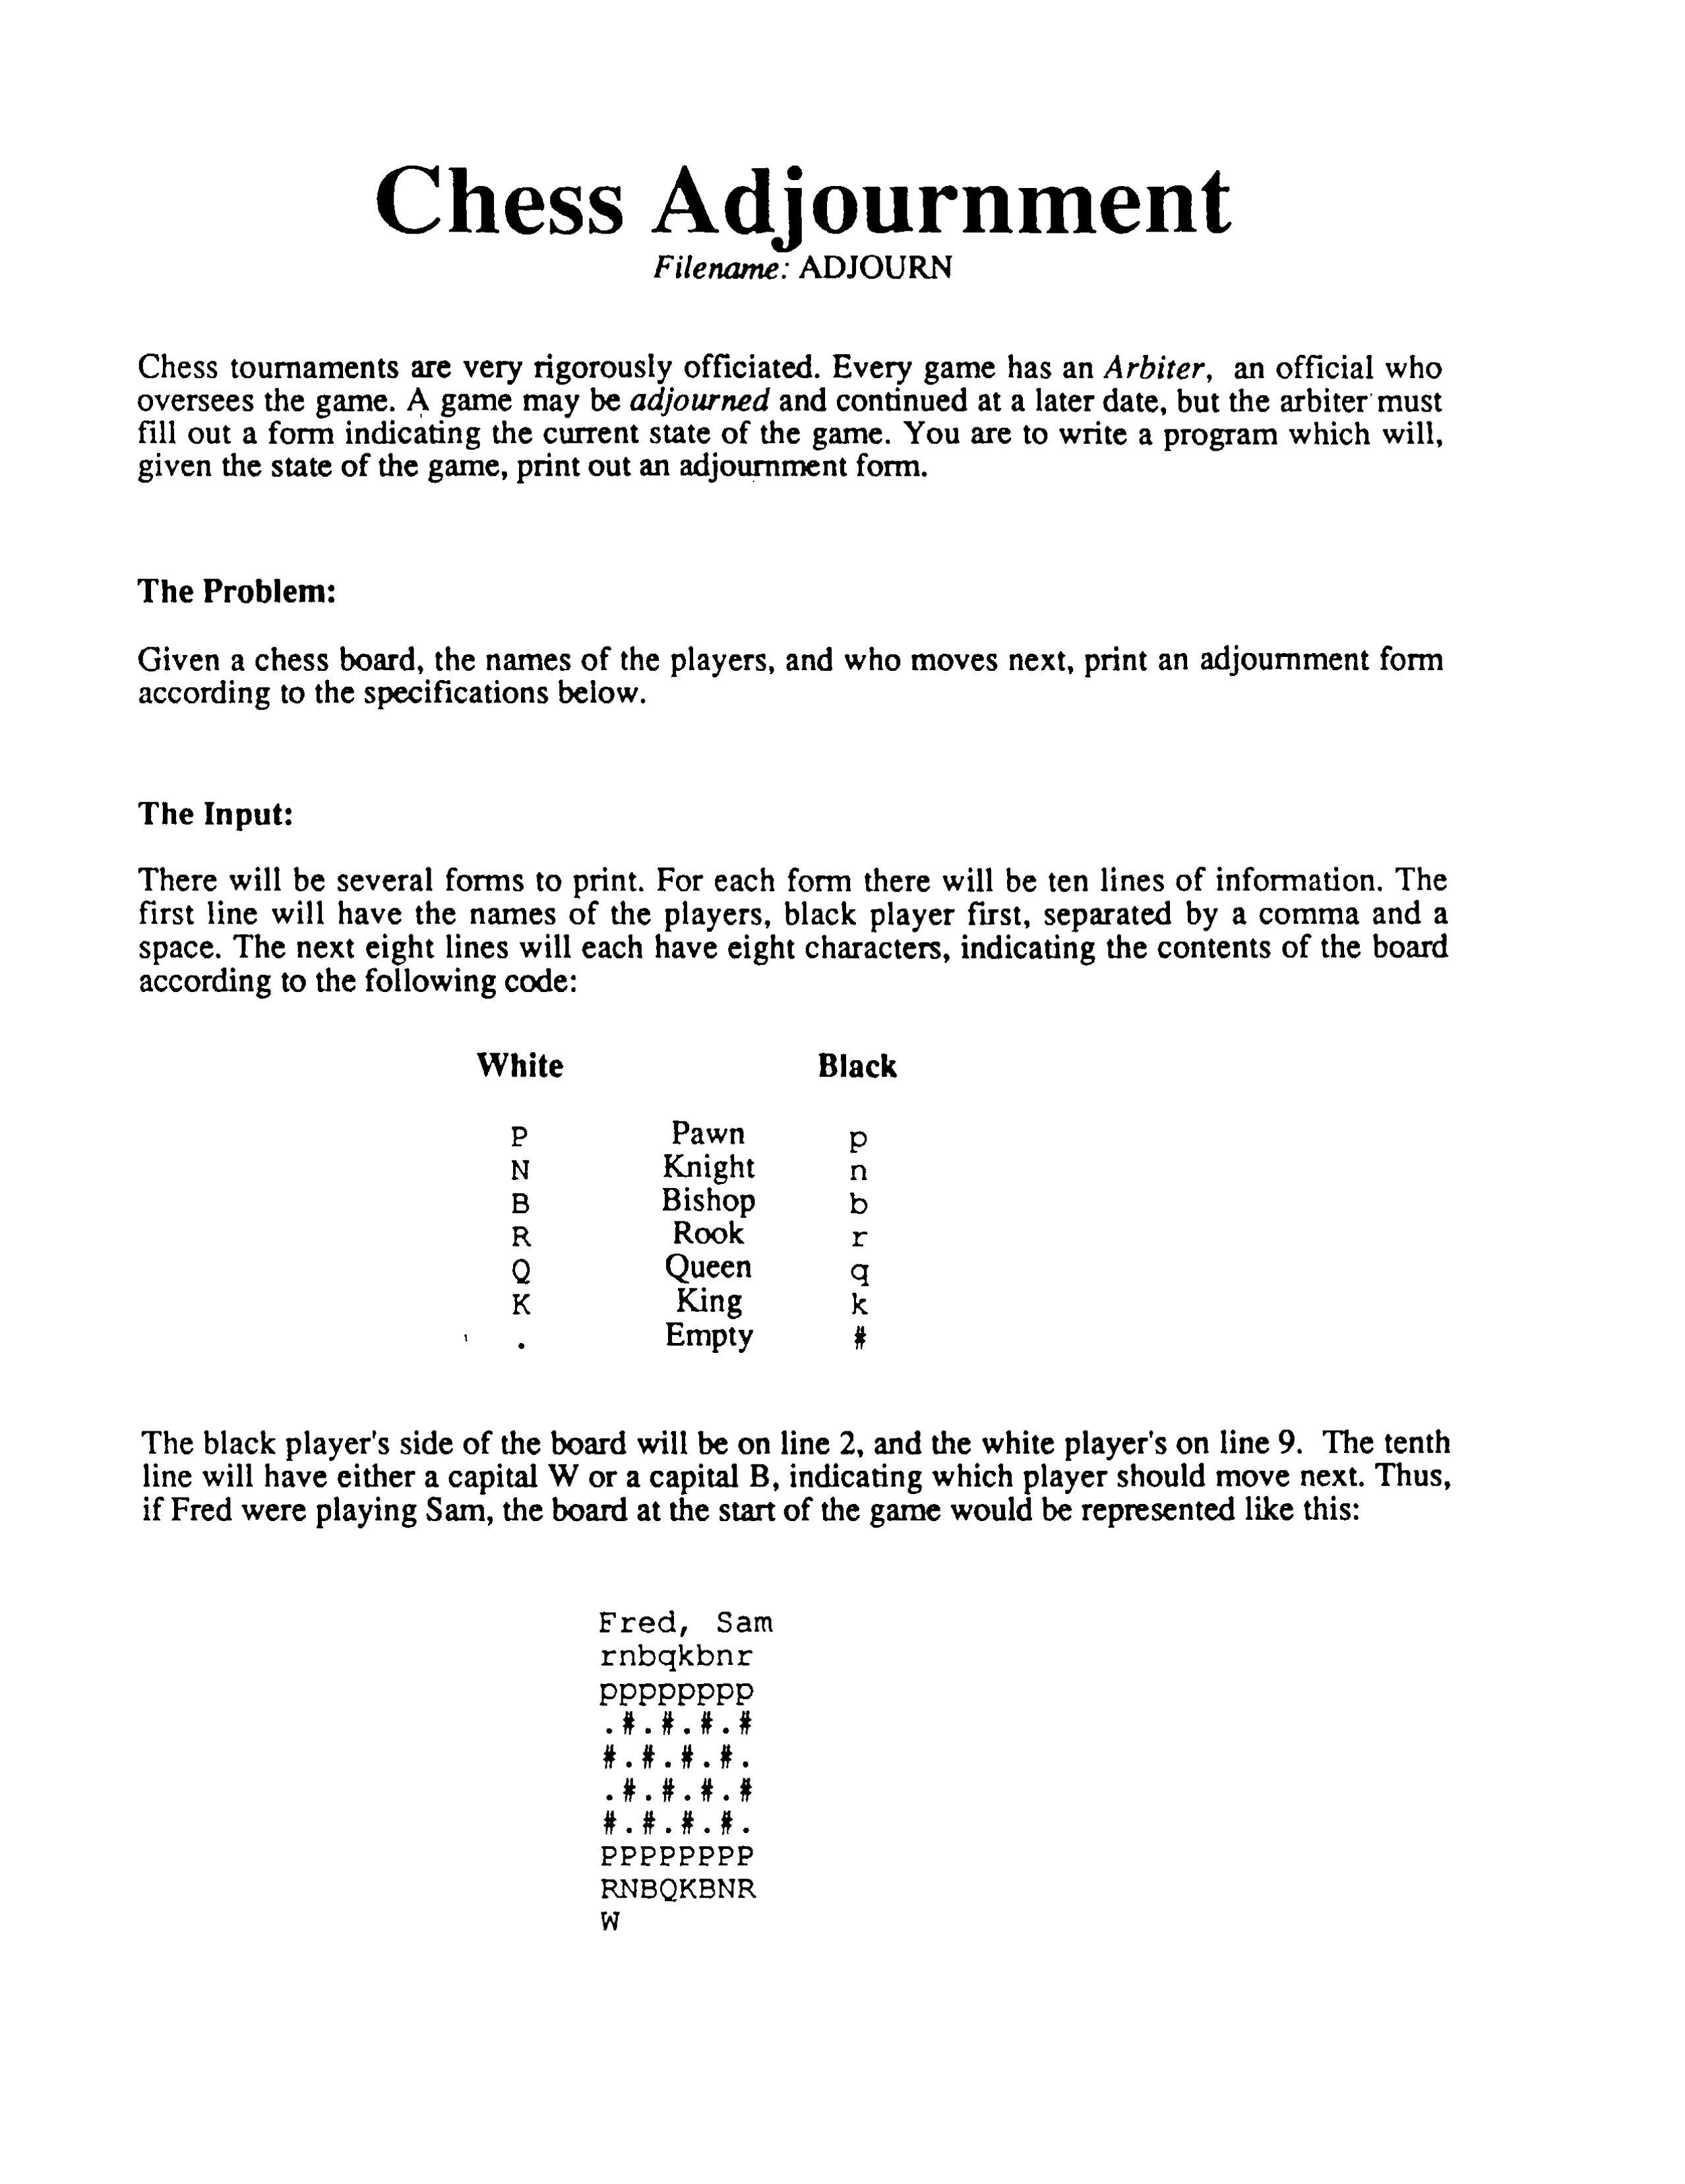 Chess Adjournment
Filename: ADJOURN
Chess tournaments are very rigorously officiated. Every game has an Arbiter, an official who
oversees the game. A game may be adjourned and continued at a later date, but the arbiter must
fill out a form indicating the current state of the game. You are to write a program which will,
given the state of the game, print out an adjournment form.
The Problem:
Given a chess board, the names of the players, and who moves next, print an adjournment form
according to the specifications below.
The Input:
There will be several forms to print. For each form there will be ten lines of information. The
first line will have the names of the players, black player first, separated by a comma and a
space. The next eight lines will each have eight characters, indicating the contents of the board
according to the following code:
White Black
P Pawn p
N Knight n
B Bishop b
R Rook r
Q Queen q
K King k
. Empty #
The black player's side of the board will be on line 2, and the white player's on line 9. The tenth
line will have either a capital W or a capital B, indicating which player should move next. Thus,
if Fred were playing Sam, the board at the start of the game would be represented like this:
Fred, Sam
rnbqkbnr
pppppppp
.#.#.#.#
#.#.#.#.
.#.#.#.#
#.#.#.#.
PPPPPPPP
RNBQKBNR
W